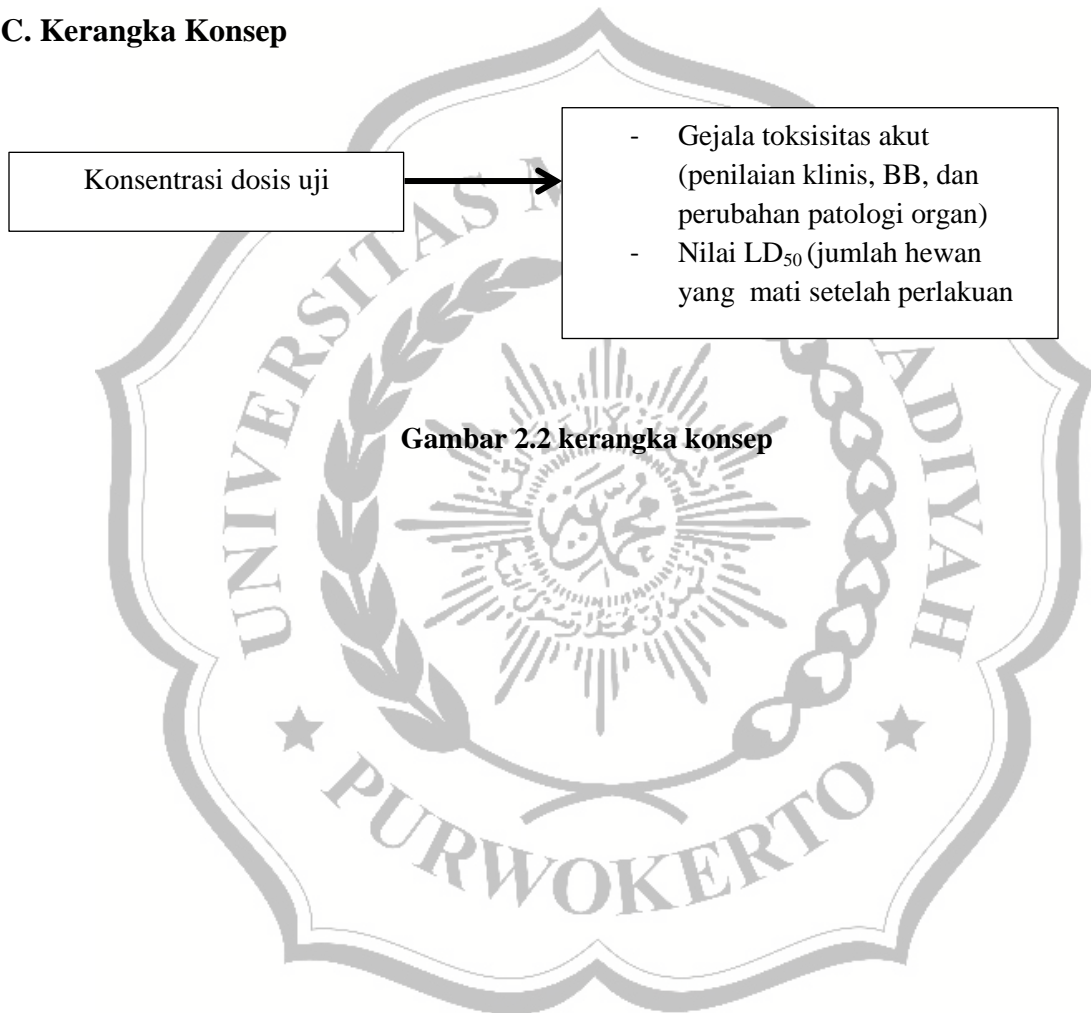 C. Kerangka Konsep
Konsentrasi dosis uji
- Gejala toksisitas akut
(penilaian klinis, BB, dan
perubahan patologi organ)
- Nilai LD₅₀ (jumlah hewan
yang mati setelah perlakuan
Gambar 2.2 kerangka konsep
PURWOKERTO